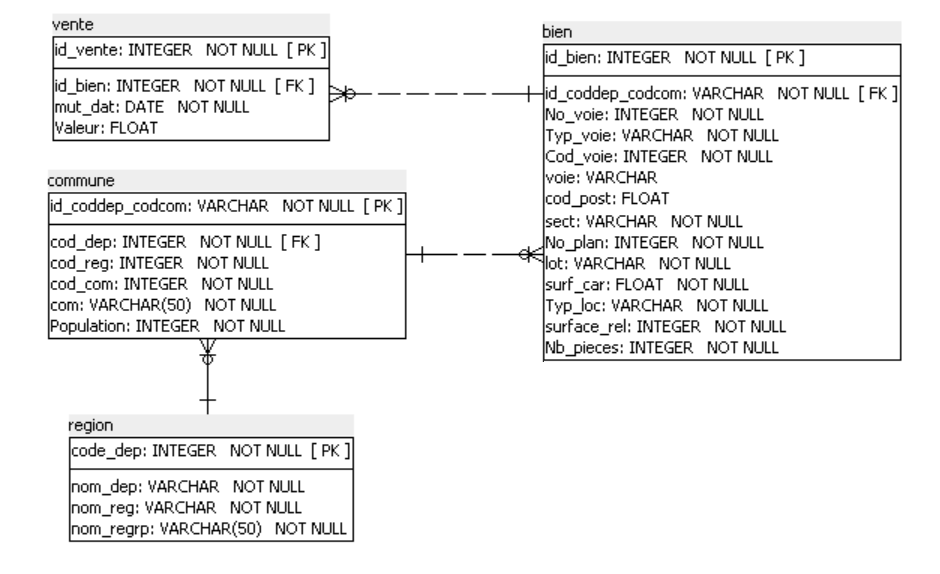 vente
id_vente: INTEGER NOT NULL [ PK ]
id_bien: INTEGER NOT NULL [ FK ]
mut_dat: DATE NOT NULL
Valeur: FLOAT
bien
id_bien: INTEGER NOT NULL [ PK ]
id_coddep_codcom: VARCHAR NOT NULL [ FK ]
No_voie: INTEGER NOT NULL
Typ_voie: VARCHAR NOT NULL
Cod_voie: INTEGER NOT NULL
voie: VARCHAR
cod_post: FLOAT
sect: VARCHAR NOT NULL
No_plan: INTEGER NOT NULL
lot: VARCHAR NOT NULL
surf_car: FLOAT NOT NULL
Typ_loc: VARCHAR NOT NULL
surface_rel: INTEGER NOT NULL
Nb_pieces: INTEGER NOT NULL
commune
id_coddep_codcom: VARCHAR NOT NULL [ PK ]
cod_dep: INTEGER NOT NULL [ FK ]
cod_reg: INTEGER NOT NULL
cod_com: INTEGER NOT NULL
com: VARCHAR(50) NOT NULL
Population: INTEGER NOT NULL
region
code_dep: INTEGER NOT NULL [ PK ]
nom_dep: VARCHAR NOT NULL
nom_reg: VARCHAR NOT NULL
nom_regrp: VARCHAR(50) NOT NULL